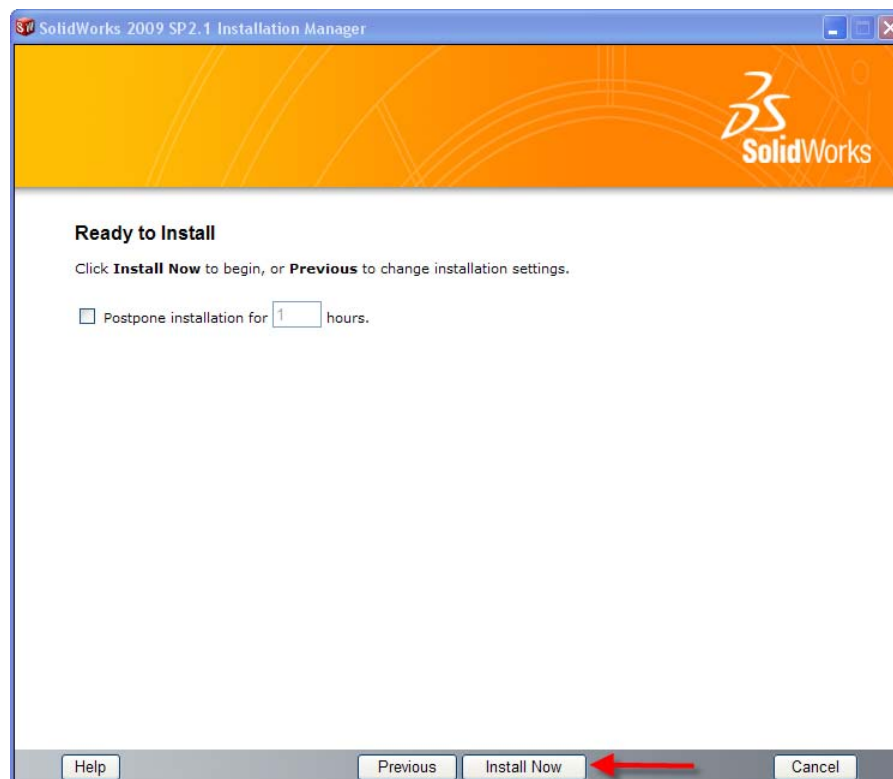 SolidWorks 2009 SP2.1 Installation Manager
SolidWorks
Ready to Install
Click Install Now to begin, or Previous to change installation settings.
Postpone installation for 1 hours.
Help Previous Install Now Cancel